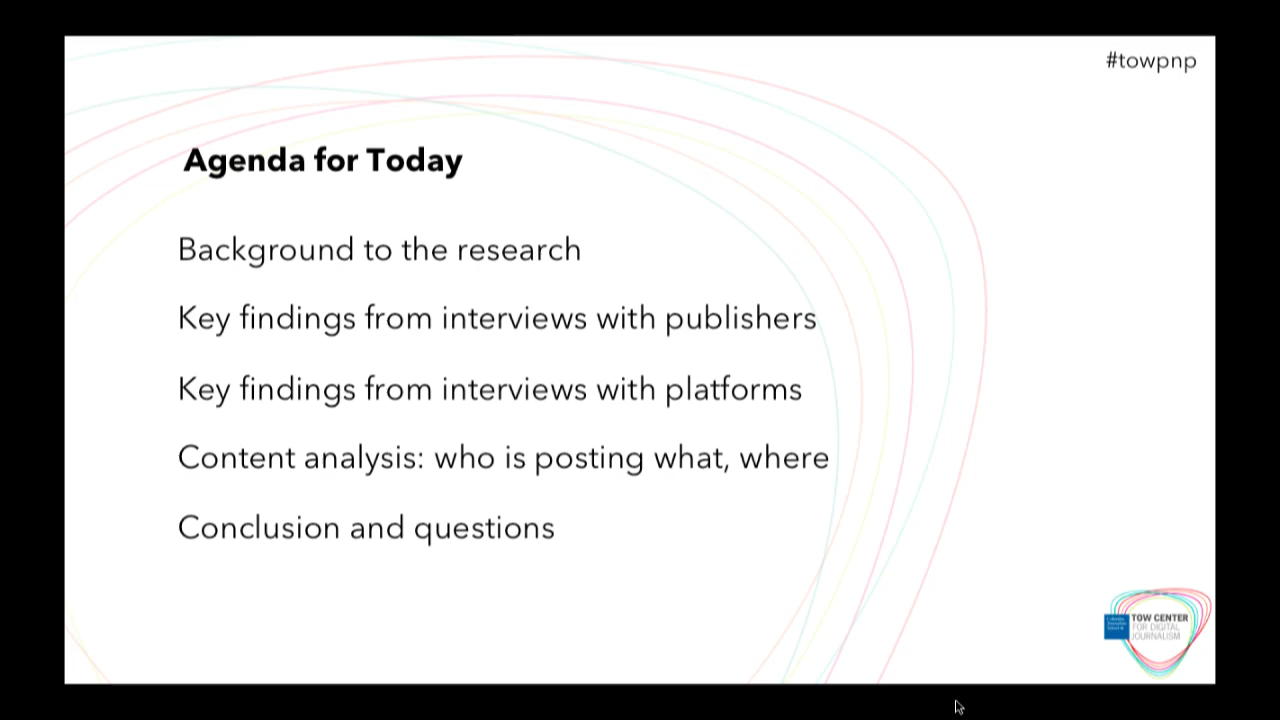 #towpnp
Agenda for Today
Background to the research
Key findings from interviews with publishers
Key findings from interviews with platforms
Content analysis: who is posting what, where
Conclusion and questions
TOW CENTER
FOR DIGITAL
JOURNALISM